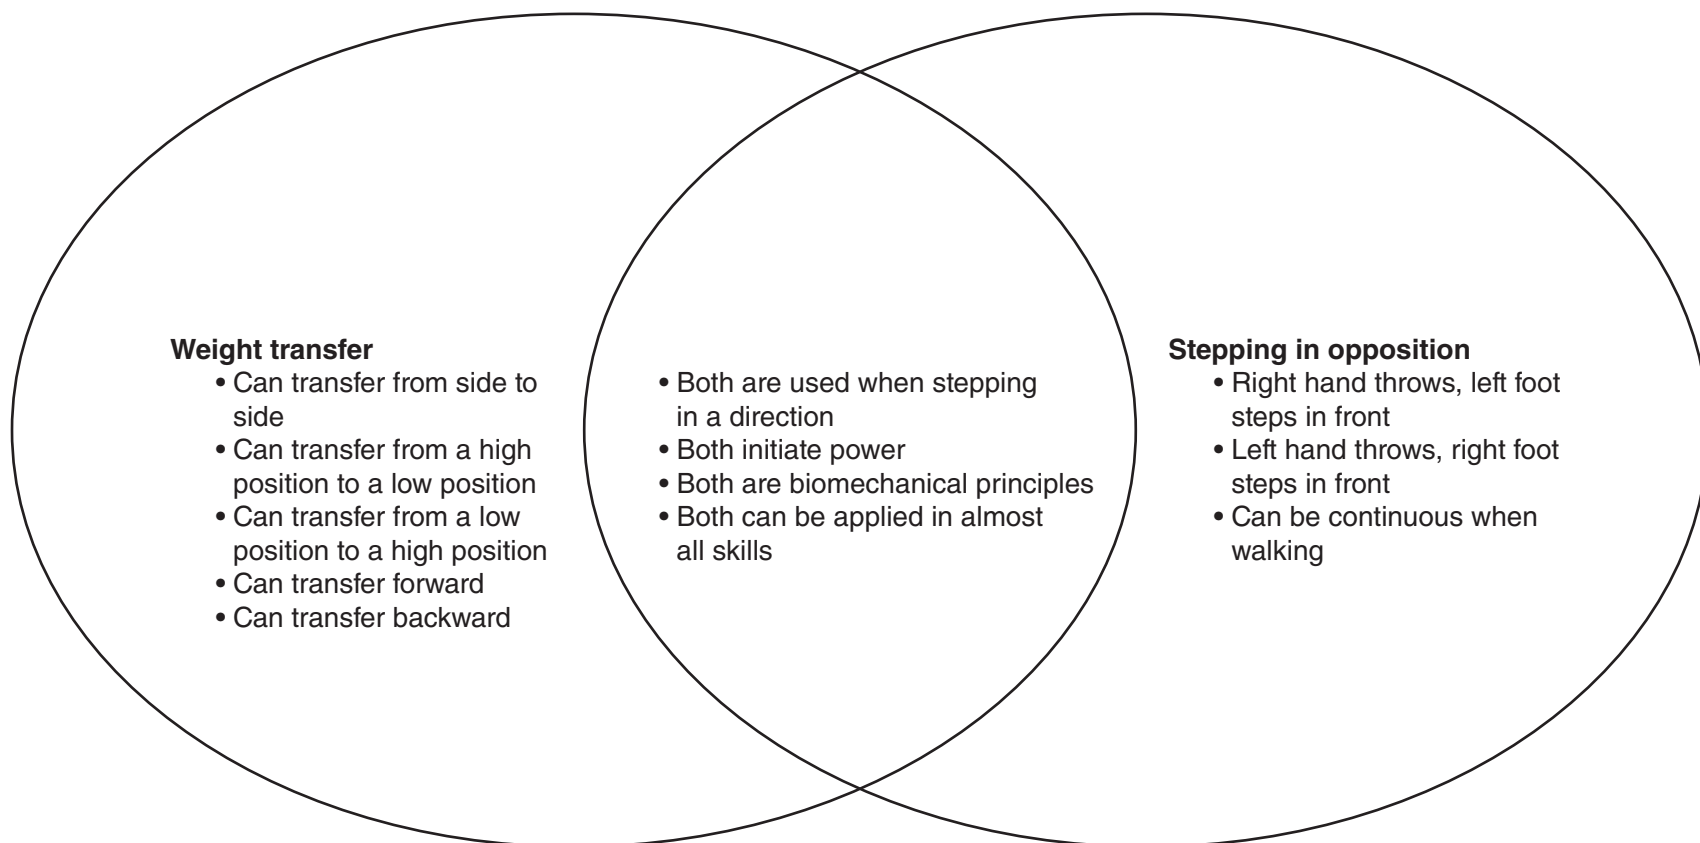 Weight transfer
• Can transfer from side to
side
• Can transfer from a high
position to a low position
• Can transfer from a low
position to a high position
• Can transfer forward
• Can transfer backward
• Both are used when stepping
in a direction
• Both initiate power
• Both are biomechanical principles
• Both can be applied in almost
all skills
Stepping in opposition
• Right hand throws, left foot
steps in front
• Left hand throws, right foot
steps in front
• Can be continuous when
walking